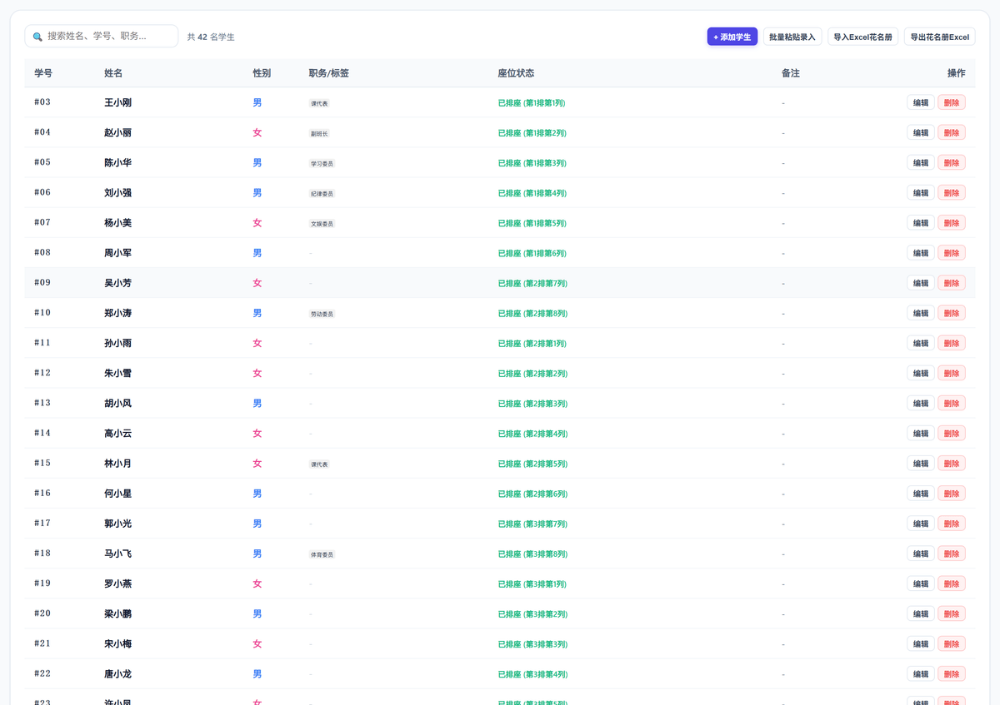 搜索姓名、学号、职务...
共 42 名学生
+ 添加学生
批量粘贴录入
导入Excel花名册
导出花名册Excel
学号 姓名 性别 职务/标签 座位状态 备注 操作
#03 王小刚 男 课代表 已排座 (第1排第1列) - 编辑 删除
#04 赵小丽 女 副班长 已排座 (第1排第2列) - 编辑 删除
#05 陈小华 男 学习委员 已排座 (第1排第3列) - 编辑 删除
#06 刘小强 男 纪律委员 已排座 (第1排第4列) - 编辑 删除
#07 杨小美 女 文娱委员 已排座 (第1排第5列) - 编辑 删除
#08 周小军 男 - 已排座 (第1排第6列) - 编辑 删除
#09 吴小芳 女 - 已排座 (第2排第7列) - 编辑 删除
#10 郑小涛 男 劳动委员 已排座 (第2排第8列) - 编辑 删除
#11 孙小雨 女 - 已排座 (第2排第1列) - 编辑 删除
#12 朱小雪 女 - 已排座 (第2排第2列) - 编辑 删除
#13 胡小风 男 - 已排座 (第2排第3列) - 编辑 删除
#14 高小云 女 - 已排座 (第2排第4列) - 编辑 删除
#15 林小月 女 课代表 已排座 (第2排第5列) - 编辑 删除
#16 何小星 男 - 已排座 (第2排第6列) - 编辑 删除
#17 郭小光 男 - 已排座 (第3排第7列) - 编辑 删除
#18 马小飞 男 体育委员 已排座 (第3排第8列) - 编辑 删除
#19 罗小燕 女 - 已排座 (第3排第1列) - 编辑 删除
#20 梁小鹏 男 - 已排座 (第3排第2列) - 编辑 删除
#21 宋小梅 女 - 已排座 (第3排第3列) - 编辑 删除
#22 唐小龙 男 - 已排座 (第3排第4列) - 编辑 删除
#23 许小凤 女 已排座 (第3排第5列) 编辑 删除